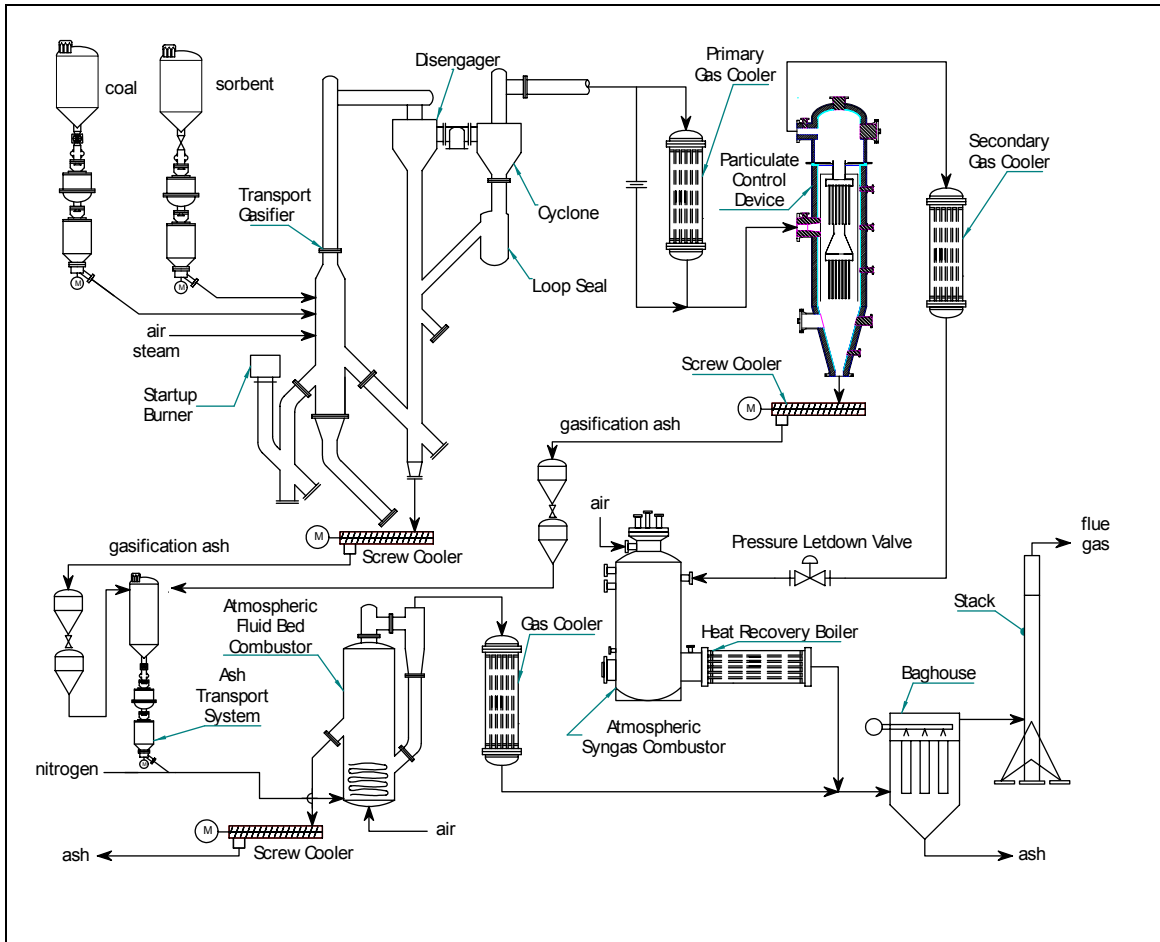 coal
sorbent
Disengager
Primary
Gas Cooler
Secondary
Gas Cooler
Transport
Gasifier
Particulate
Control
Device
Cyclone
Loop Seal
M
M
air
steam
Startup
Burner
Screw Cooler
M
gasification ash
air
flue
gas
M
Screw Cooler
gasification ash
Pressure Letdown Valve
Stack
Atmospheric
Fluid Bed
Combustor
Gas Cooler
Heat Recovery Boiler
Baghouse
Ash
Transport
System
Atmospheric
Syngas Combustor
M
nitrogen
air
M
ash
Screw Cooler
ash